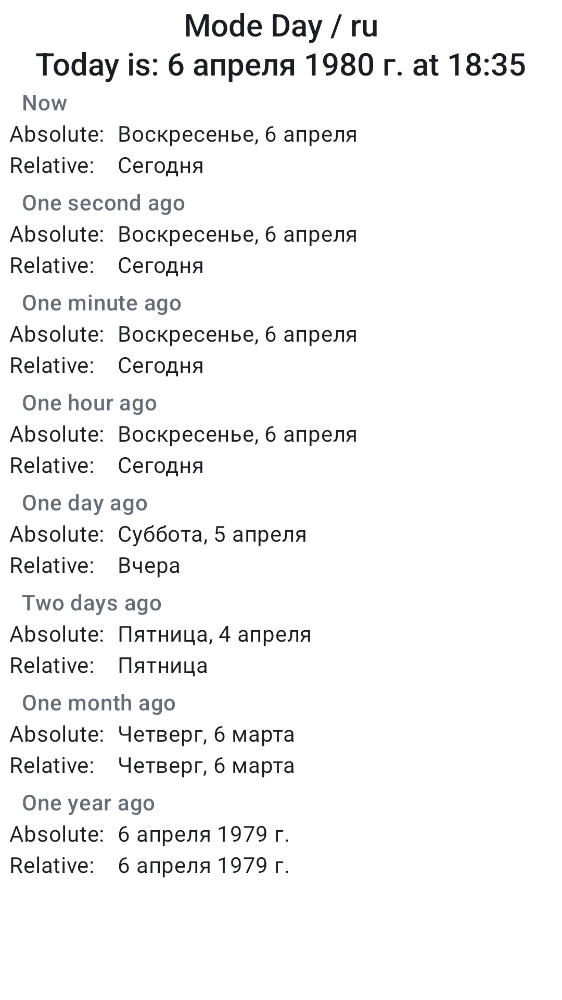 Mode Day / ru
Today is: 6 апреля 1980 г. at 18:35
Now
Absolute: Воскресенье, 6 апреля
Relative: Сегодня
One second ago
Absolute: Воскресенье, 6 апреля
Relative: Сегодня
One minute ago
Absolute: Воскресенье, 6 апреля
Relative: Сегодня
One hour ago
Absolute: Воскресенье, 6 апреля
Relative: Сегодня
One day ago
Absolute: Суббота, 5 апреля
Relative: Вчера
Two days ago
Absolute: Пятница, 4 апреля
Relative: Пятница
One month ago
Absolute: Четверг, 6 марта
Relative: Четверг, 6 марта
One year ago
Absolute: 6 апреля 1979 г.
Relative: 6 апреля 1979 г.